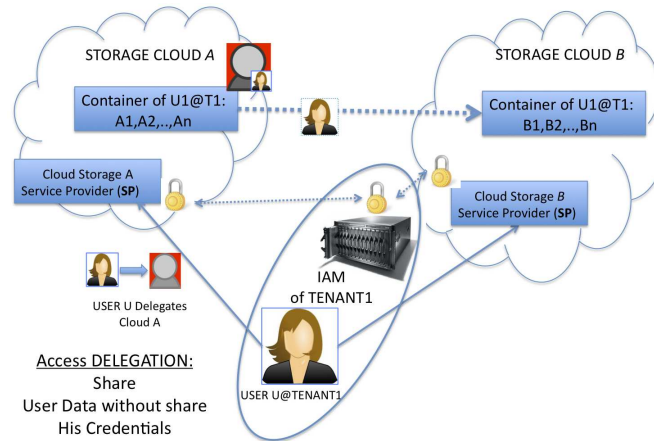 STORAGE CLOUD A
STORAGE CLOUD B
Container of U1@T1:
A1,A2,..,An
Container of U1@T1:
B1,B2,..,Bn
Cloud Storage A
Service Provider (SP)
Cloud Storage B
Service Provider (SP)
IAM
of TENANT1
USER U Delegates
Cloud A
Access DELEGATION:
Share
User Data without share
His Credentials
USER U@TENANT1